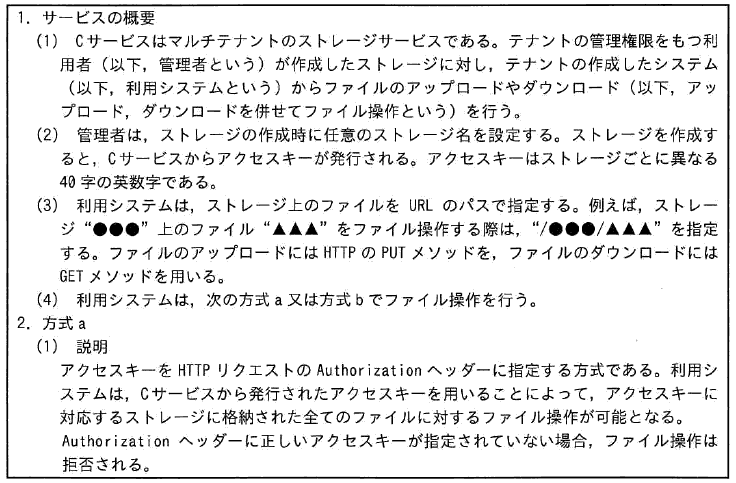 1. サービスの概要
(1) Cサービスはマルチテナントのストレージサービスである。テナントの管理権限をもつ利
用者（以下，管理者という）が作成したストレージに対し，テナントの作成したシステム
（以下，利用システムという）からファイルのアップロードやダウンロード（以下，アッ
プロード，ダウンロードを併せてファイル操作という）を行う。
(2) 管理者は，ストレージの作成時に任意のストレージ名を設定する。ストレージを作成す
ると，Cサービスからアクセスキーが発行される。アクセスキーはストレージごとに異なる
40字の英数字である。
(3) 利用システムは，ストレージ上のファイルを URL のパスで指定する。例えば，ストレー
ジ“●●●”上のファイル“▲▲▲”をファイル操作する際は，“/●●●/▲▲▲”を指定
する。ファイルのアップロードにはHTTPの PUT メソッドを，ファイルのダウンロードには
GET メソッドを用いる。
(4) 利用システムは，次の方式a又は方式bでファイル操作を行う。
2. 方式a
(1) 説明
アクセスキーを HTTP リクエストの Authorization ヘッダーに指定する方式である。利用シ
ステムは，Cサービスから発行されたアクセスキーを用いることによって，アクセスキーに
対応するストレージに格納された全てのファイルに対するファイル操作が可能となる。
Authorization ヘッダーに正しいアクセスキーが指定されていない場合，ファイル操作は
拒否される。